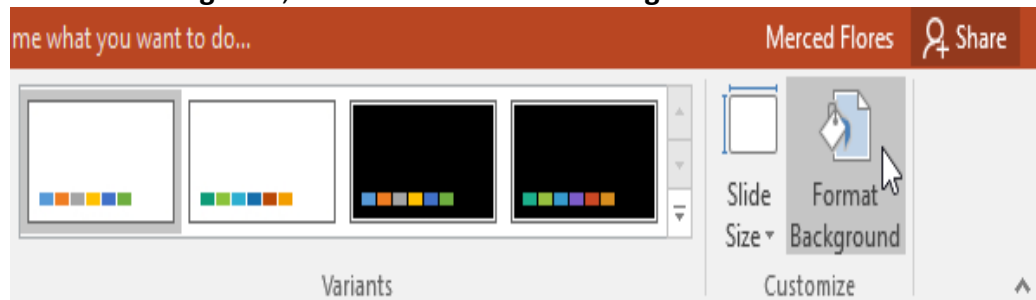 me what you want to do...
Merced Flores
Share
Slide
Size
Format
Background
Variants
Customize